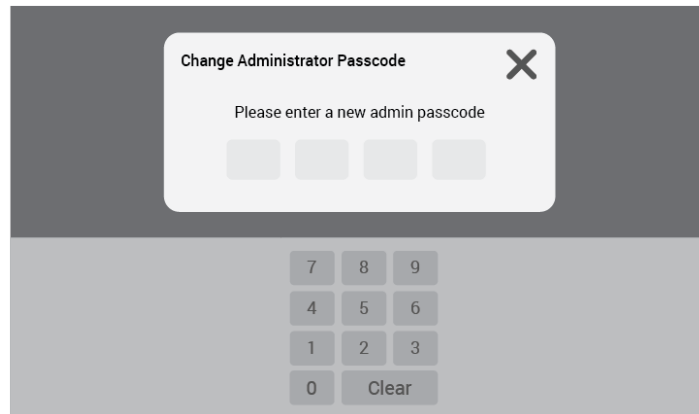 Change Administrator Passcode
Please enter a new admin passcode
7 8 9
4 5 6
1 2 3
0 Clear